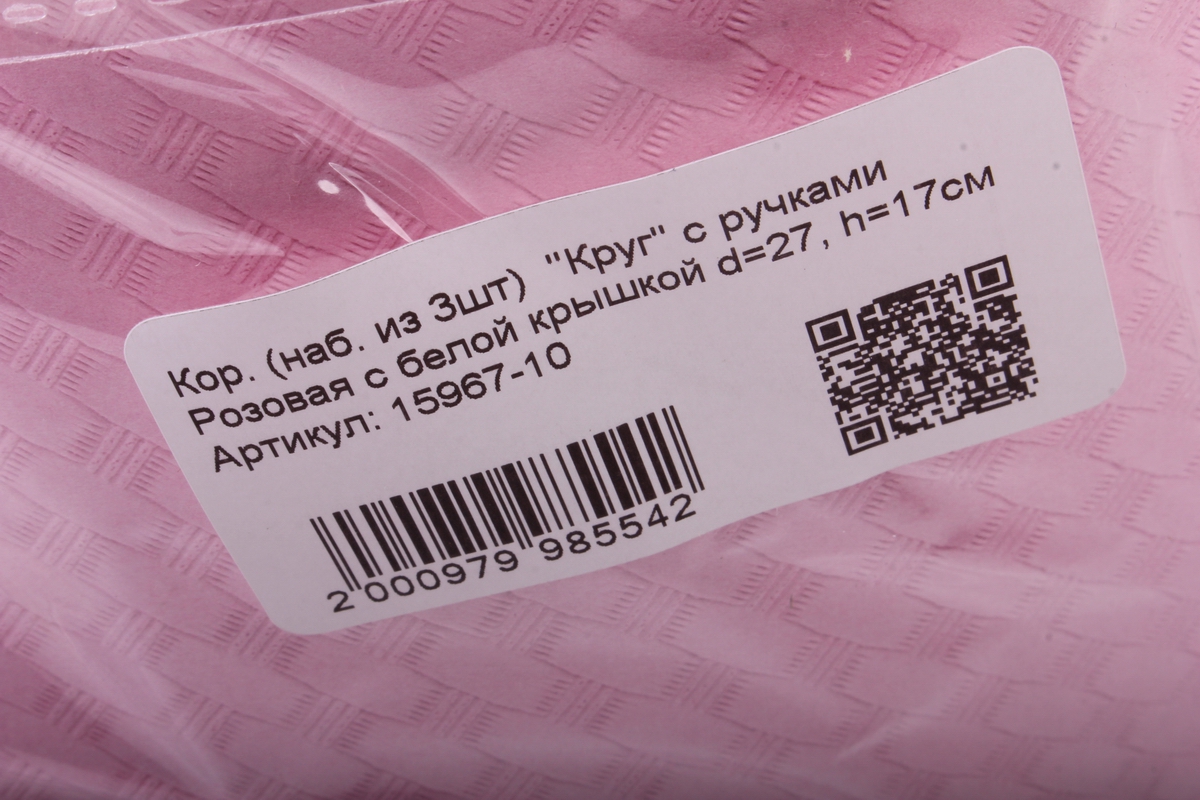 Кор. (наб. из 3шт) "Круг" с ручками
Розовая с белой крышкой d=27, h=17см
Артикул: 15967-10
2 000979 985542